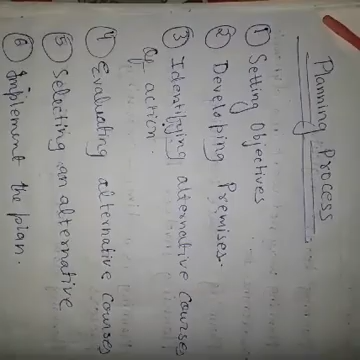 Planning Process
① Setting Objectives
② Developing Premises.
③ Identifying alternative courses
of action.
④ Evaluating alternative courses
⑤ Selecting an alternative
⑥ Implement the plan.